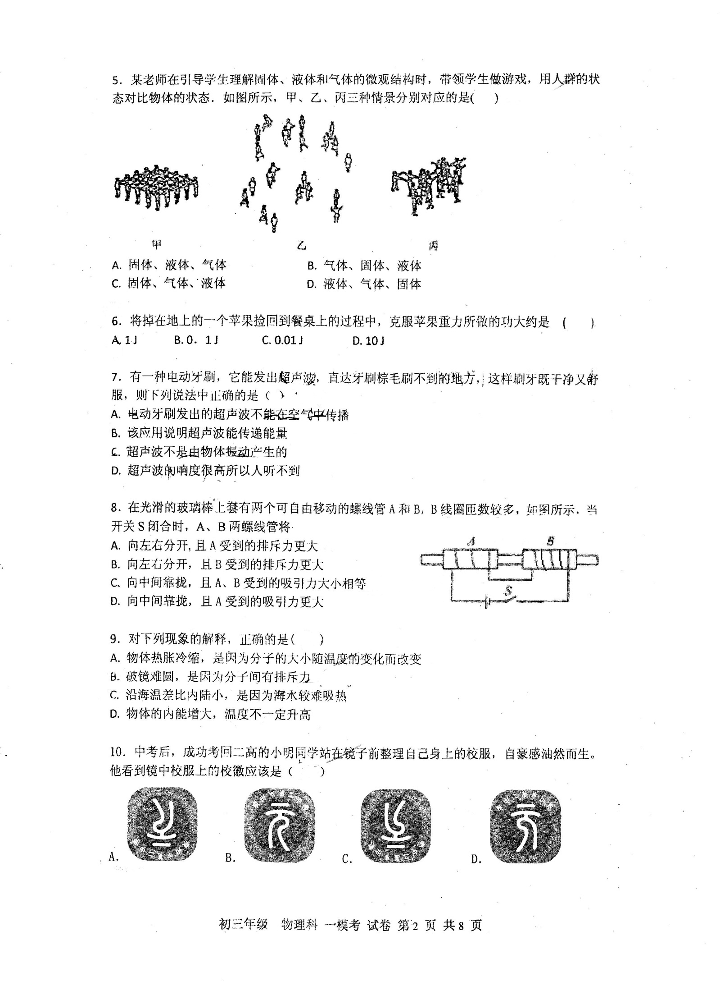 5. 某老师在引导学生理解固体、液体和气体的微观结构时，带领学生做游戏，用人群的状
态对比物体的状态．如图所示，甲、乙、丙三种情景分别对应的是(　　)
甲　乙　丙
A. 固体、液体、气体　B. 气体、固体、液体
C. 固体、气体、液体　D. 液体、气体、固体
6. 将掉在地上的一个苹果捡回到餐桌上的过程中，克服苹果重力所做的功大约是　(　　)
A. 1 J　B. 0．1 J　C. 0.01 J　D. 10 J
7. 有一种电动牙刷，它能发出超声波，直达牙刷棕毛刷不到的地方，这样刷牙既干净又舒
服，则下列说法中正确的是（　）
A. 电动牙刷发出的超声波不能在空气中传播
B. 该应用说明超声波能传递能量
C. 超声波不是由物体振动产生的
D. 超声波的响度很高所以人听不到
8. 在光滑的玻璃棒上套有两个可自由移动的螺线管 A 和 B，B 线圈匝数较多，如图所示，当
开关 S 闭合时，A、B 两螺线管将
A. 向左右分开, 且 A 受到的排斥力更大
B. 向左右分开，且 B 受到的排斥力更大
C. 向中间靠拢，且 A、B 受到的吸引力大小相等
D. 向中间靠拢，且 A 受到的吸引力更大
A　B
S
9. 对下列现象的解释，正确的是(　　)
A. 物体热胀冷缩，是因为分子的大小随温度的变化而改变
B. 破镜难圆，是因为分子间有排斥力
C. 沿海温差比内陆小，是因为海水较难吸热
D. 物体的内能增大，温度不一定升高
10. 中考后，成功考回二高的小明同学站在镜子前整理自己身上的校服，自豪感油然而生。
他看到镜中校服上的校徽应该是（　　）
A.　B.　C.　D.
初三年级　物理科　一模考　试卷　第 2　页　共 8　页